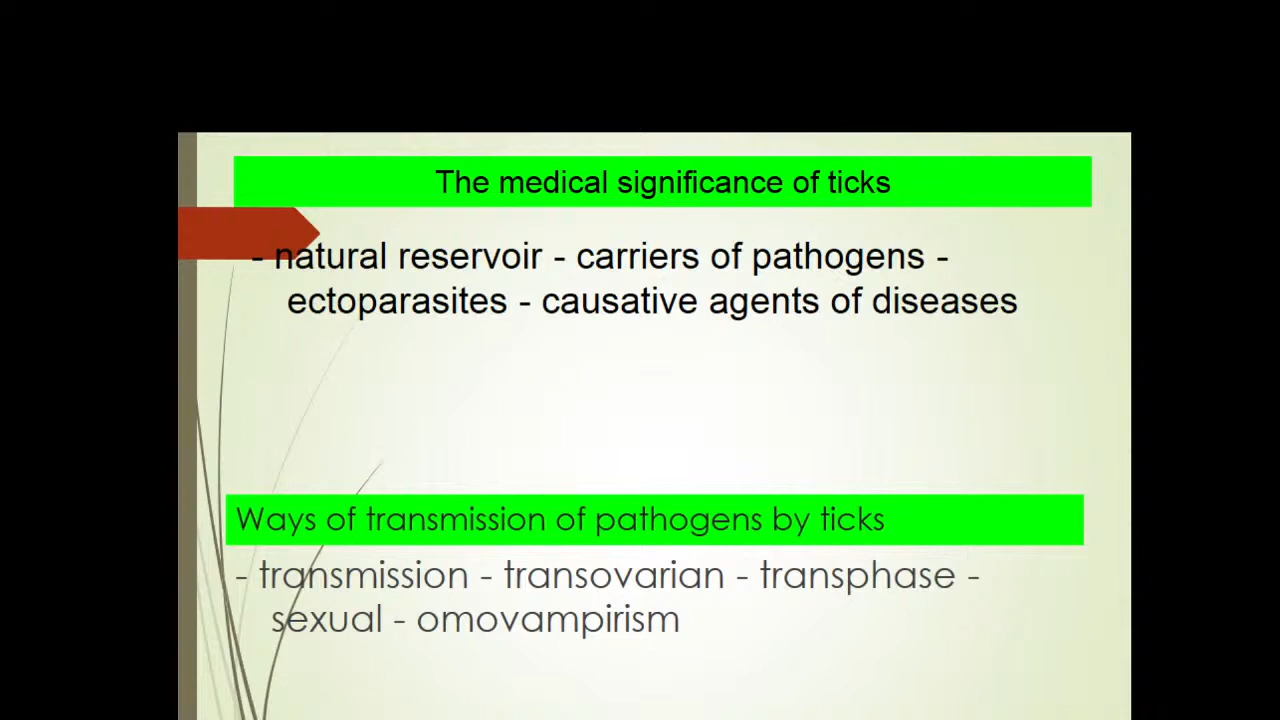 The medical significance of ticks
- natural reservoir - carriers of pathogens -
ectoparasites - causative agents of diseases
Ways of transmission of pathogens by ticks
- transmission - transovarian - transphase -
sexual - omovampirism